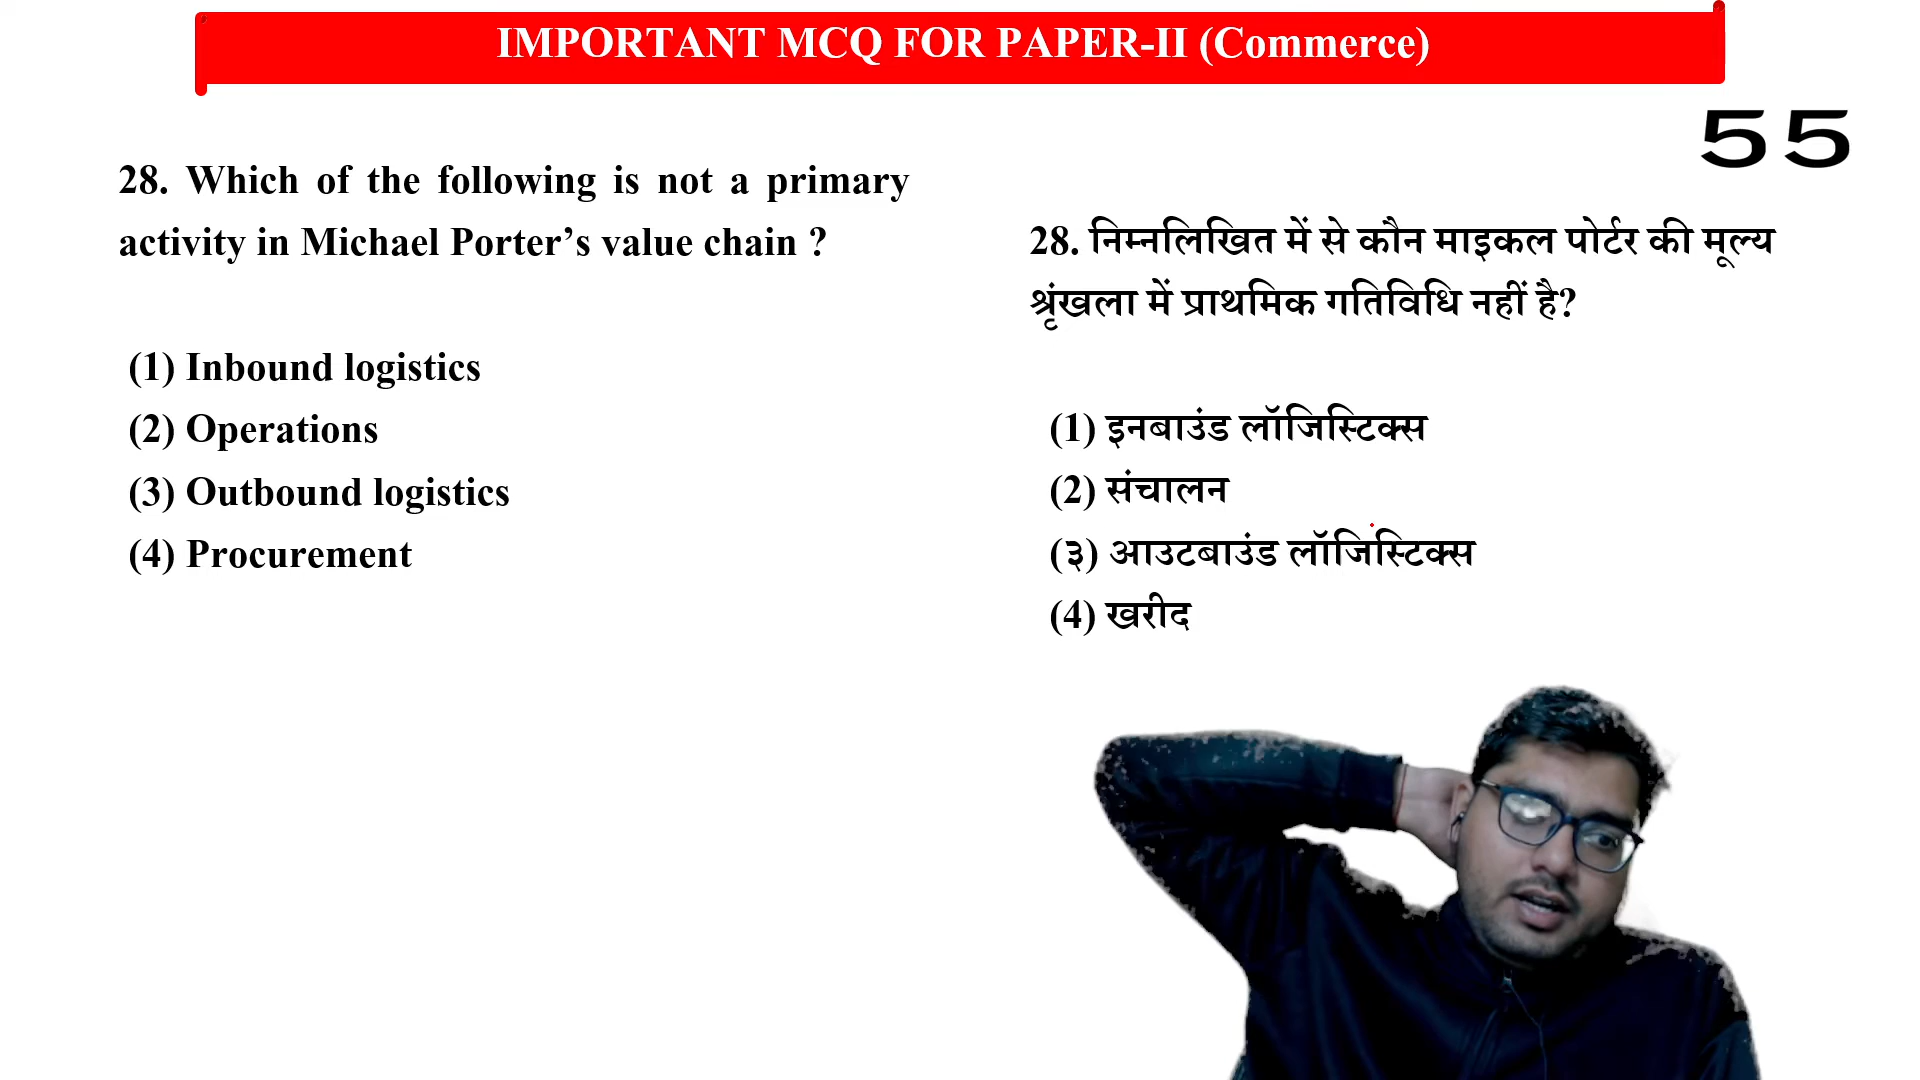 IMPORTANT MCQ FOR PAPER-II (Commerce)
55
28. Which of the following is not a primary
activity in Michael Porter’s value chain ?
(1) Inbound logistics
(2) Operations
(3) Outbound logistics
(4) Procurement
28. निम्नलिखित में से कौन माइकल पोर्टर की मूल्य
श्रृंखला में प्राथमिक गतिविधि नहीं है?
(1) इनबाउंड लॉजिस्टिक्स
(2) संचालन
(३) आउटबाउंड लॉजिस्टिक्स
(4) खरीद